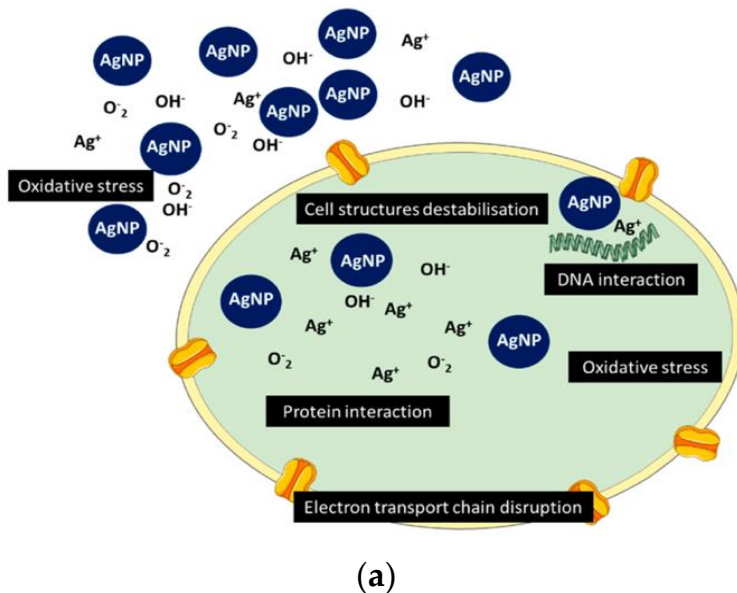 AgNP
AgNP
AgNP
Ag⁺
OH⁻
AgNP
AgNP
O⁻₂
OH⁻
Ag⁺
AgNP
OH⁻
Ag⁺
AgNP
O⁻₂
OH⁻
Oxidative stress
O⁻₂
OH⁻
AgNP
O⁻₂
Cell structures destabilisation
AgNP
Ag⁺
DNA interaction
Ag⁺
AgNP
OH⁻
AgNP
OH⁻
Ag⁺
Ag⁺
Ag⁺
AgNP
O⁻₂
Ag⁺
O⁻₂
Oxidative stress
Protein interaction
Electron transport chain disruption
(a)